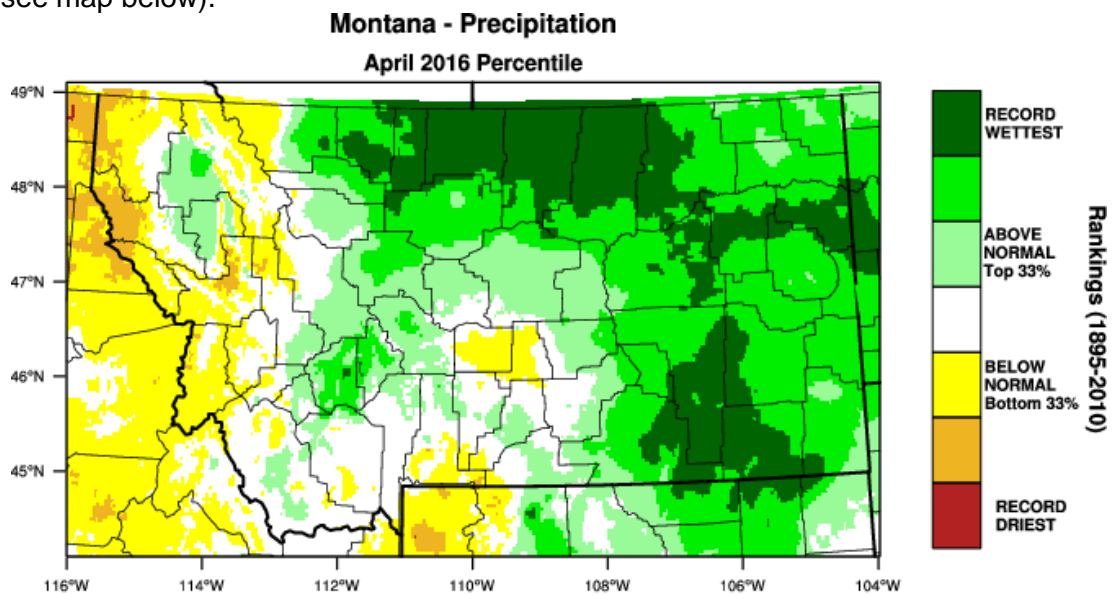 see map below).
Montana - Precipitation
April 2016 Percentile
49°N
48°N
47°N
46°N
45°N
116°W
114°W
112°W
110°W
108°W
106°W
104°W
RECORD
WETTEST
ABOVE
NORMAL
Top 33%
BELOW
NORMAL
Bottom 33%
RECORD
DRIEST
Rankings (1895-2010)